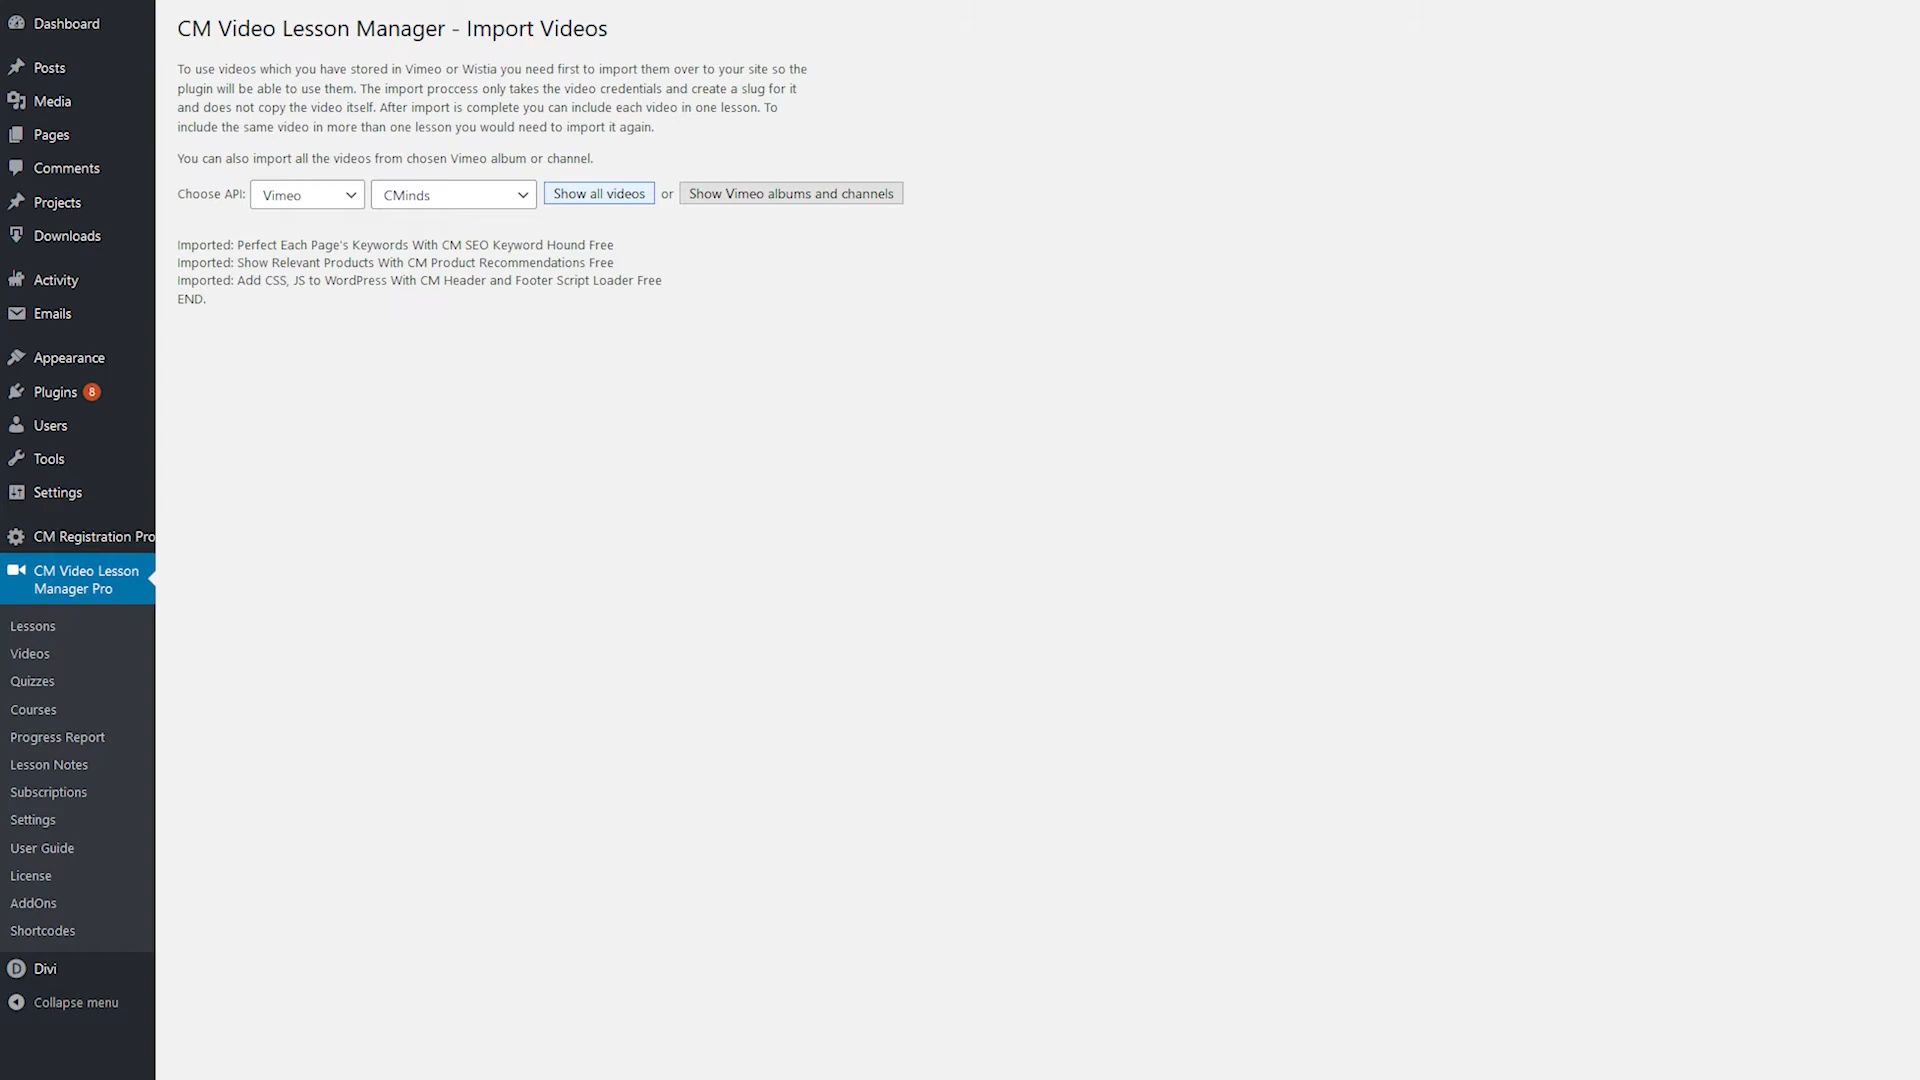 Dashboard
Posts
Media
Pages
Comments
Projects
Downloads
Activity
Emails
Appearance
Plugins 8
Users
Tools
Settings
CM Registration Pro
CM Video Lesson
Manager Pro
Lessons
Videos
Quizzes
Courses
Progress Report
Lesson Notes
Subscriptions
Settings
User Guide
License
AddOns
Shortcodes
D Divi
Collapse menu
CM Video Lesson Manager - Import Videos
To use videos which you have stored in Vimeo or Wistia you need first to import them over to your site so the
plugin will be able to use them. The import proccess only takes the video credentials and create a slug for it
and does not copy the video itself. After import is complete you can include each video in one lesson. To
include the same video in more than one lesson you would need to import it again.
You can also import all the videos from chosen Vimeo album or channel.
Choose API: Vimeo CMinds Show all videos or Show Vimeo albums and channels
Imported: Perfect Each Page's Keywords With CM SEO Keyword Hound Free
Imported: Show Relevant Products With CM Product Recommendations Free
Imported: Add CSS, JS to WordPress With CM Header and Footer Script Loader Free
END.